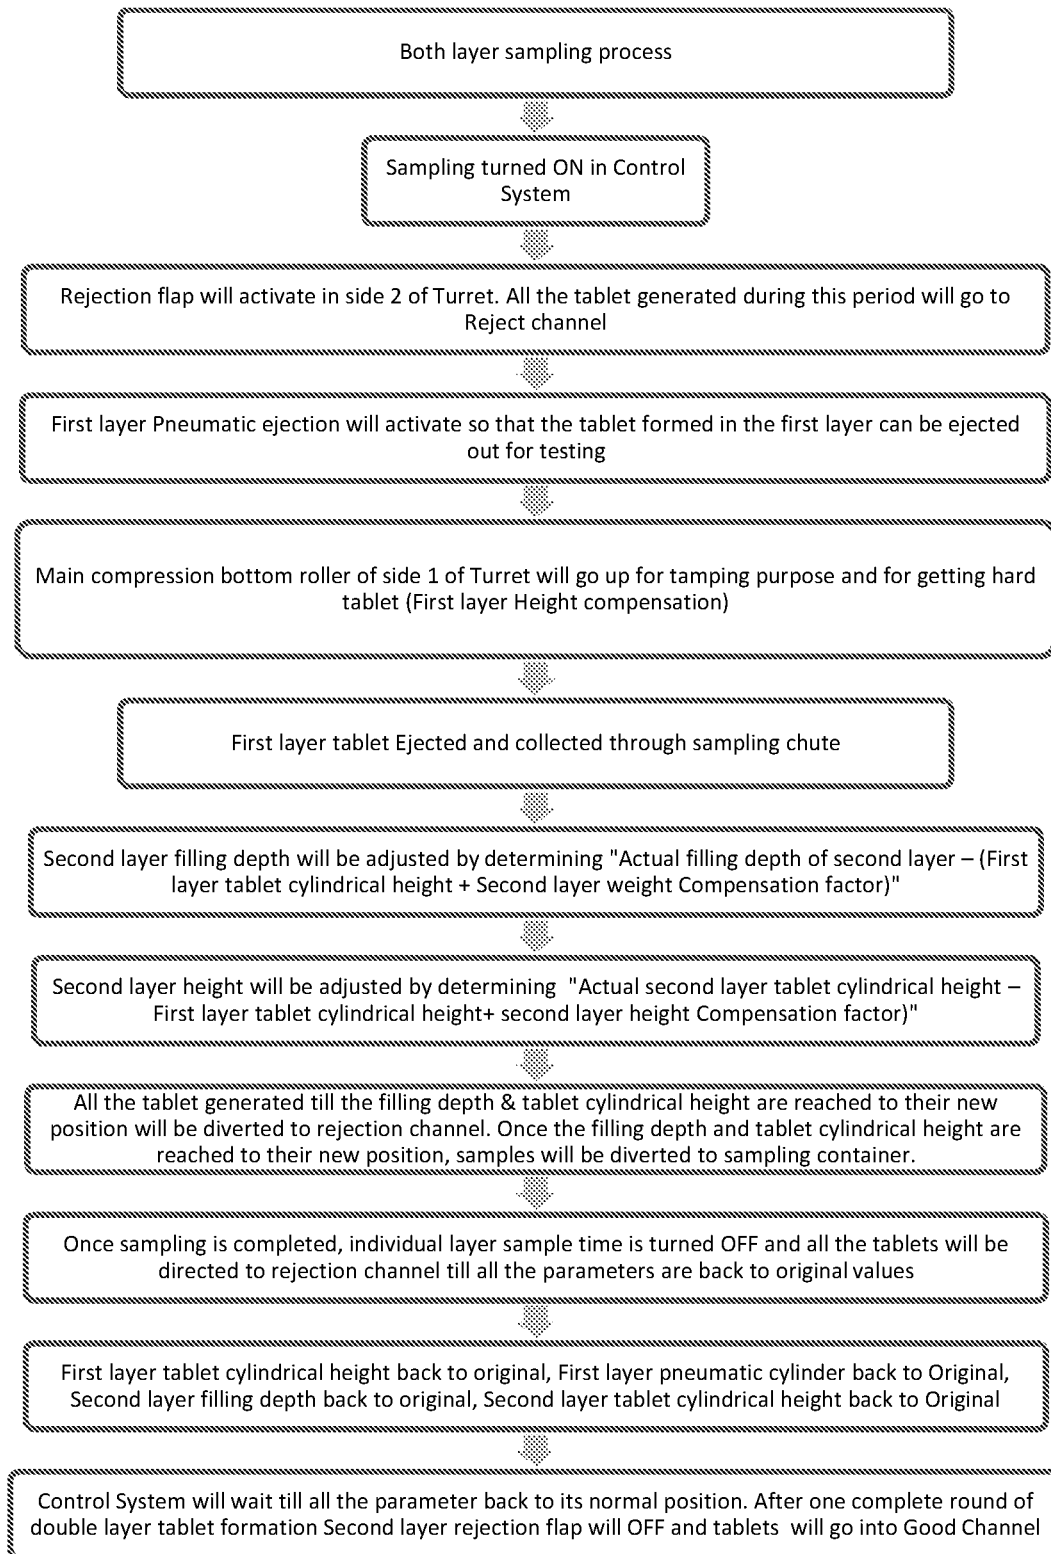 Both layer sampling process
Sampling turned ON in Control
System
Rejection flap will activate in side 2 of Turret. All the tablet generated during this period will go to
Reject channel
First layer Pneumatic ejection will activate so that the tablet formed in the first layer can be ejected
out for testing
Main compression bottom roller of side 1 of Turret will go up for tamping purpose and for getting hard
tablet (First layer Height compensation)
First layer tablet Ejected and collected through sampling chute
Second layer filling depth will be adjusted by determining "Actual filling depth of second layer – (First
layer tablet cylindrical height + Second layer weight Compensation factor)"
Second layer height will be adjusted by determining "Actual second layer tablet cylindrical height –
First layer tablet cylindrical height+ second layer height Compensation factor)"
All the tablet generated till the filling depth & tablet cylindrical height are reached to their new
position will be diverted to rejection channel. Once the filling depth and tablet cylindrical height are
reached to their new position, samples will be diverted to sampling container.
Once sampling is completed, individual layer sample time is turned OFF and all the tablets will be
directed to rejection channel till all the parameters are back to original values
First layer tablet cylindrical height back to original, First layer pneumatic cylinder back to Original,
Second layer filling depth back to original, Second layer tablet cylindrical height back to Original
Control System will wait till all the parameter back to its normal position. After one complete round of
double layer tablet formation Second layer rejection flap will OFF and tablets will go into Good Channel